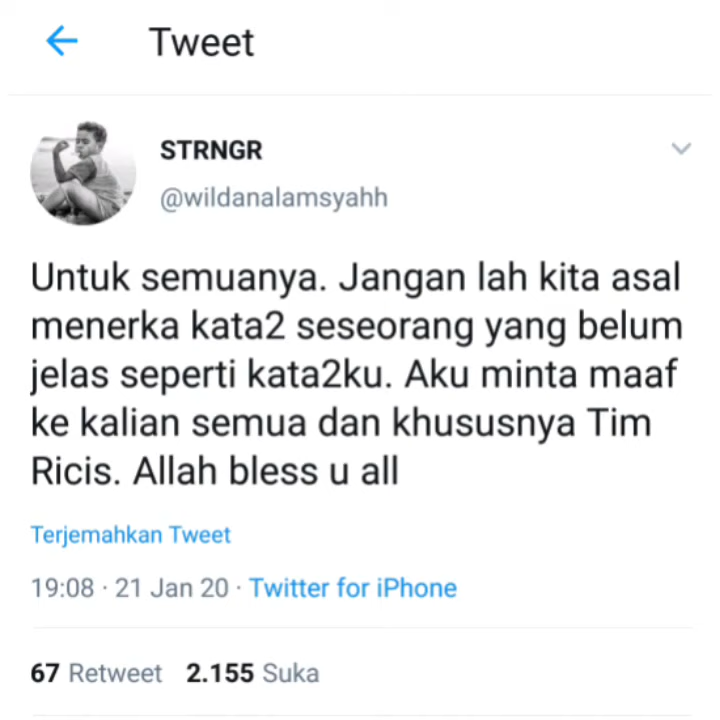 Tweet
STRNGR
@wildanalamsyahh
Untuk semuanya. Jangan lah kita asal
menerka kata2 seseorang yang belum
jelas seperti kata2ku. Aku minta maaf
ke kalian semua dan khususnya Tim
Ricis. Allah bless u all
Terjemahkan Tweet
19:08 · 21 Jan 20 · Twitter for iPhone
67 Retweet 2.155 Suka